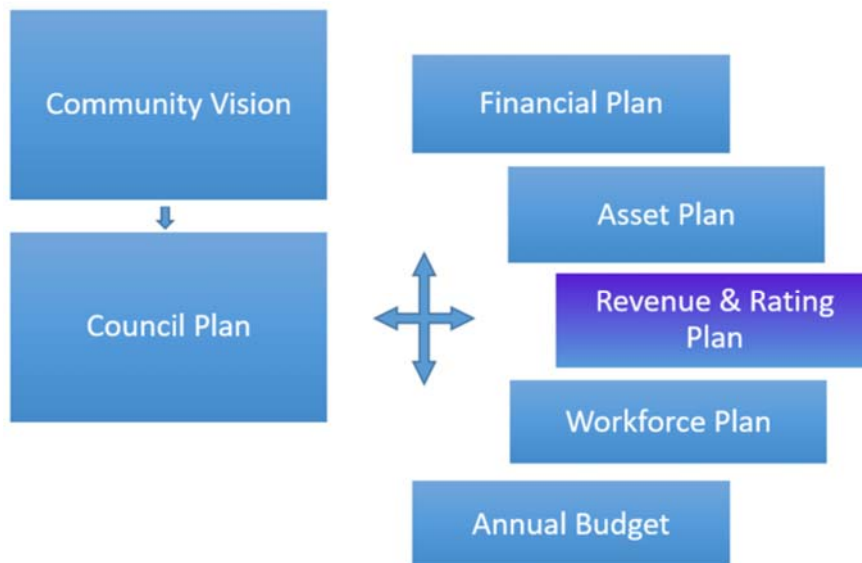 Community Vision
Council Plan
Financial Plan
Asset Plan
Revenue & Rating
Plan
Workforce Plan
Annual Budget